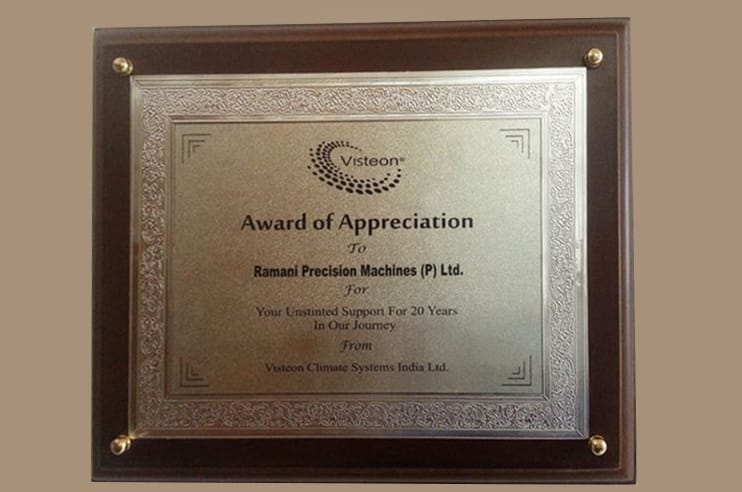 Visteon®
Award of Appreciation
To
Ramani Precision Machines (P) Ltd.
For
Your Unstinted Support For 20 Years
In Our Journey
From
Visteon Climate Systems India Ltd.